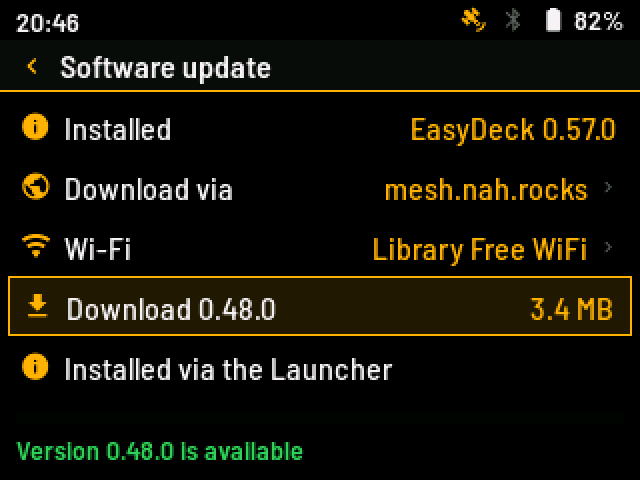 20:46
82%
Software update
Installed EasyDeck 0.57.0
Download via mesh.nah.rocks
Wi-Fi Library Free WiFi
Download 0.48.0 3.4 MB
Installed via the Launcher
Version 0.48.0 is available